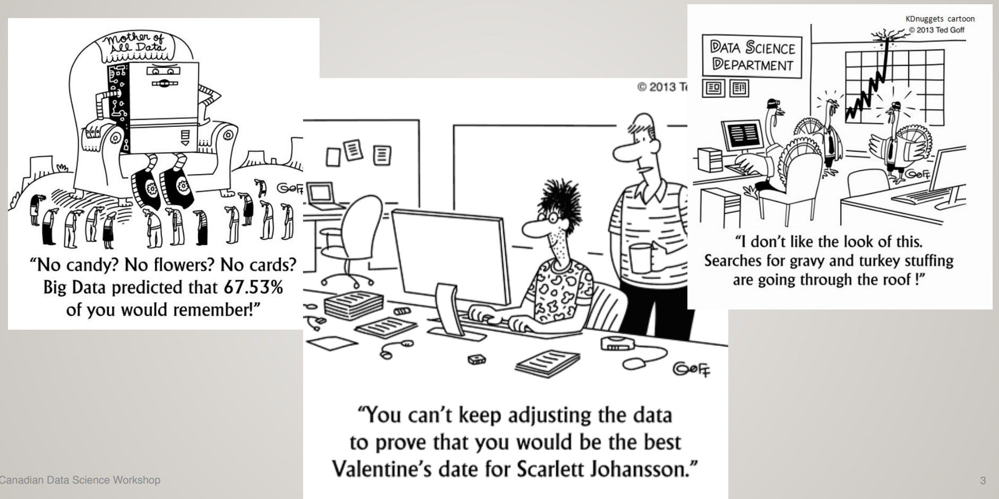 Mother of
All Data
GOFF
“No candy? No flowers? No cards?
Big Data predicted that 67.53%
of you would remember!”
© 2013 Te
GOFF
“You can’t keep adjusting the data
to prove that you would be the best
Valentine’s date for Scarlett Johansson.”
KDnuggets cartoon
© 2013 Ted Goff
DATA SCIENCE
DEPARTMENT
GOFF
“I don’t like the look of this.
Searches for gravy and turkey stuffing
are going through the roof !”
Canadian Data Science Workshop
3